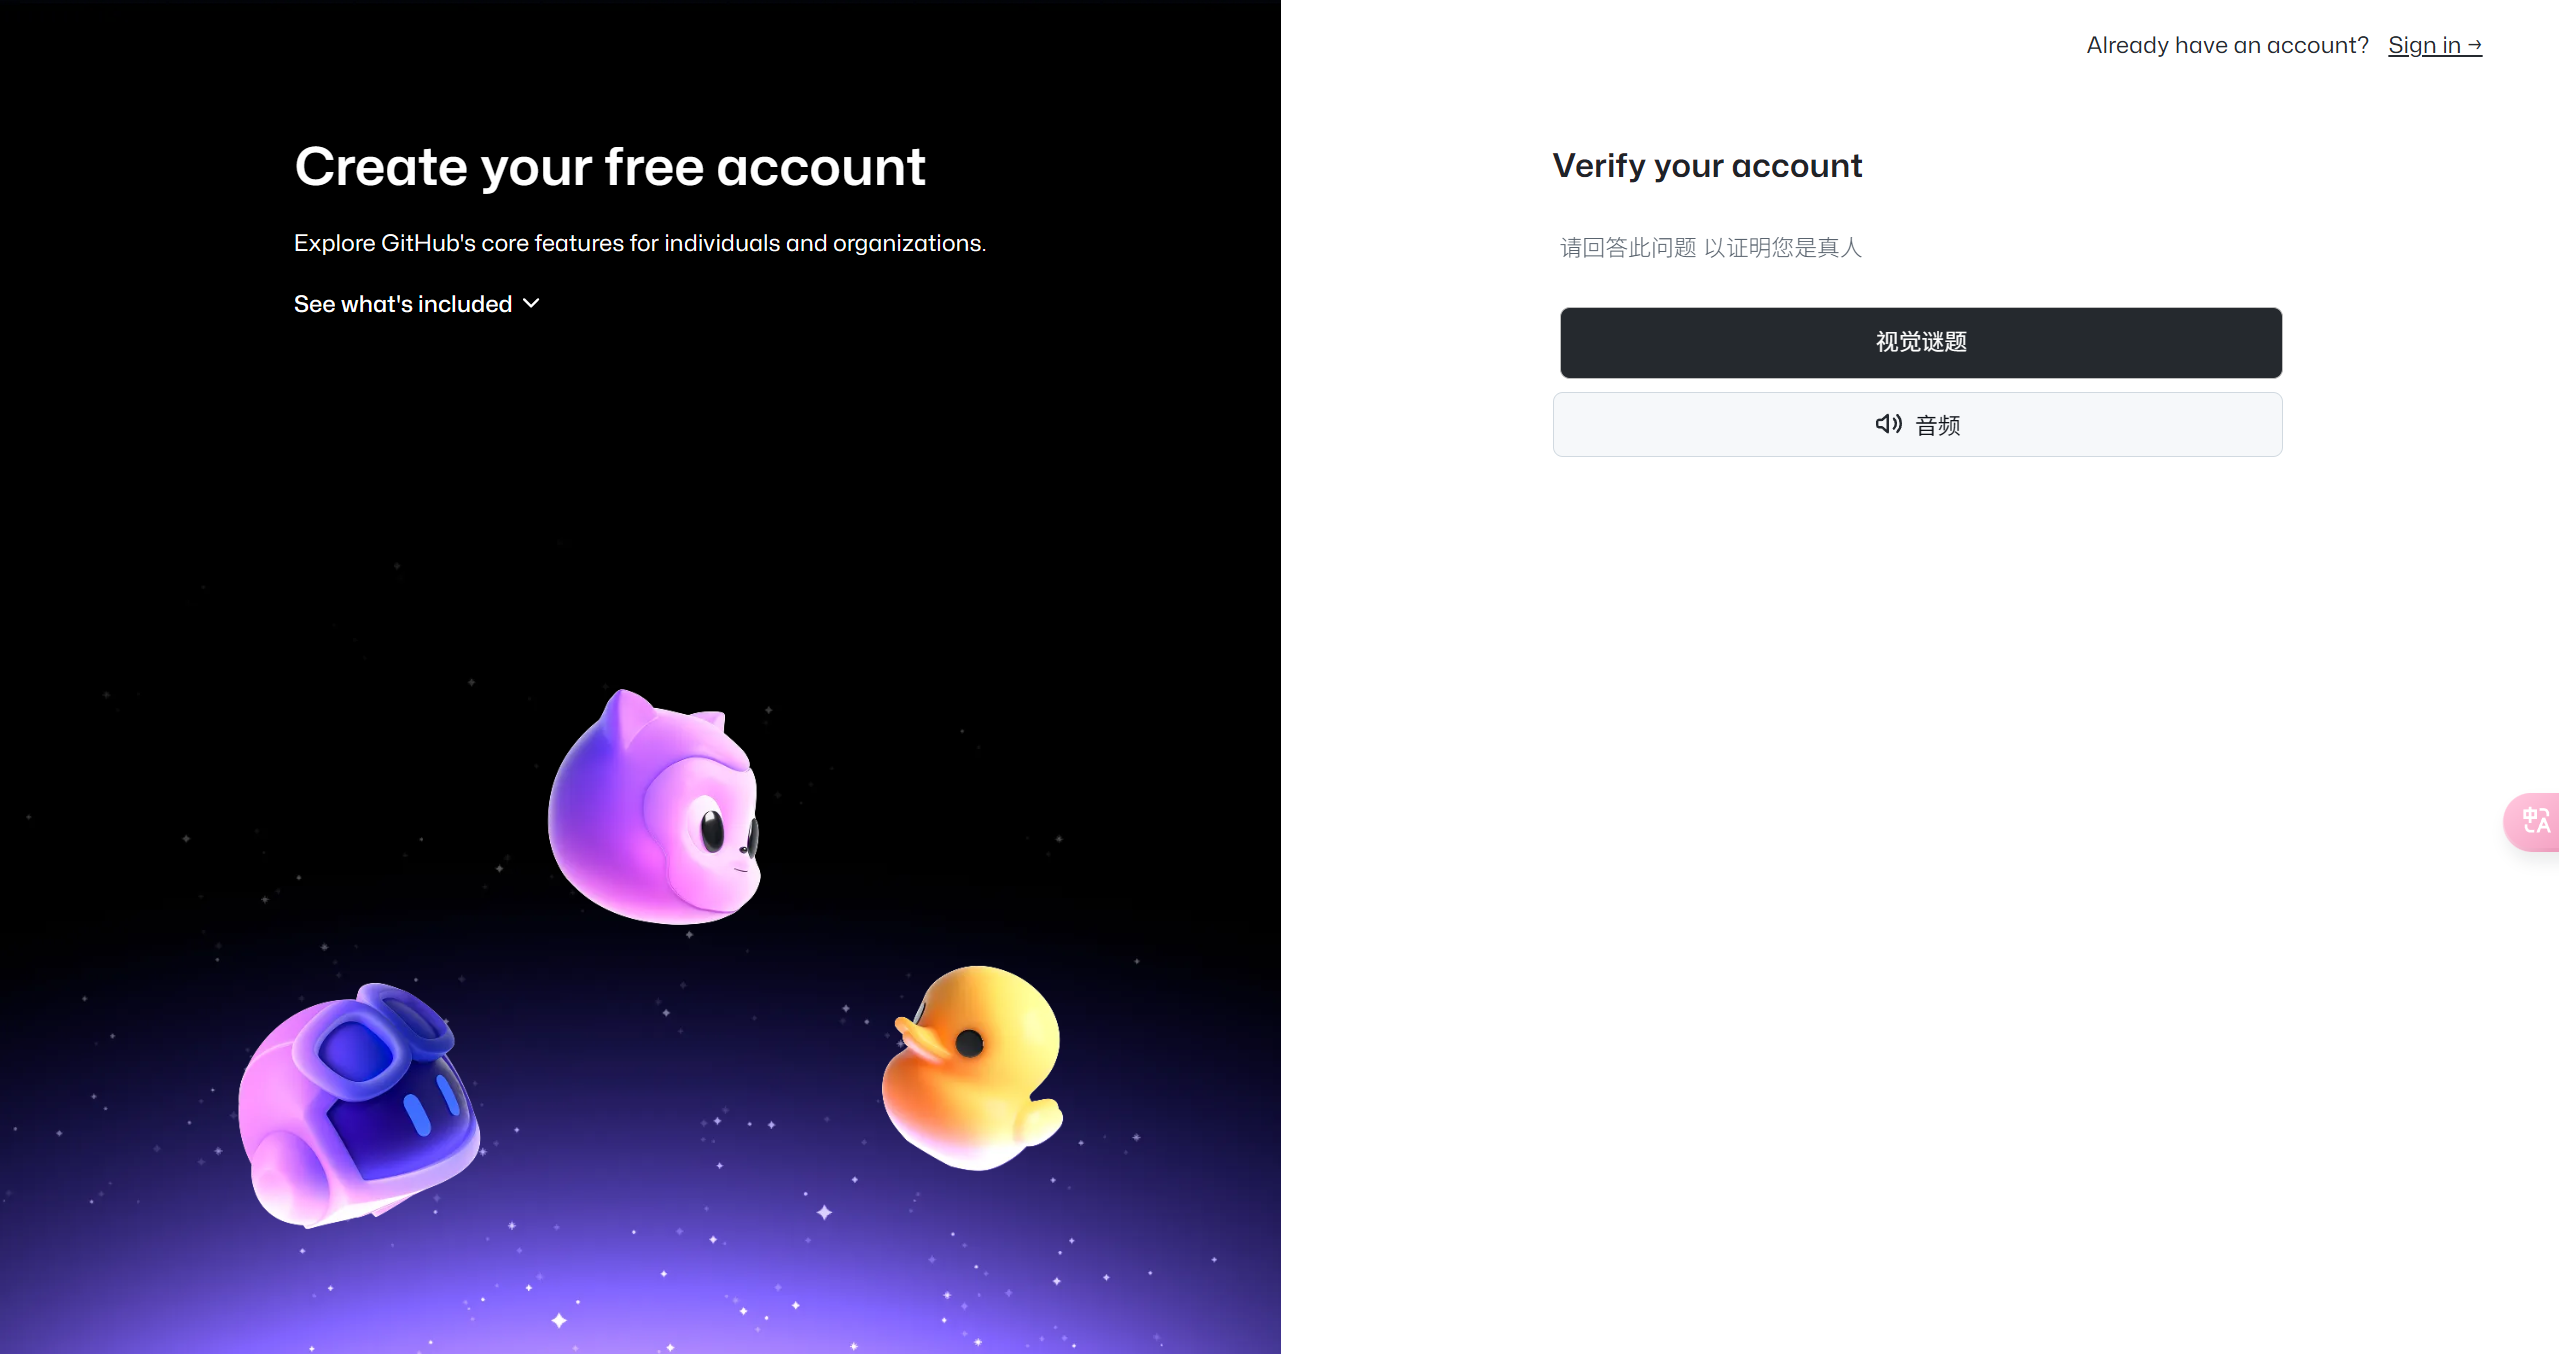 Already have an account? Sign in →
Create your free account
Explore GitHub's core features for individuals and organizations.
See what's included
Verify your account
请回答此问题 以证明您是真人
视觉谜题
音频
中A